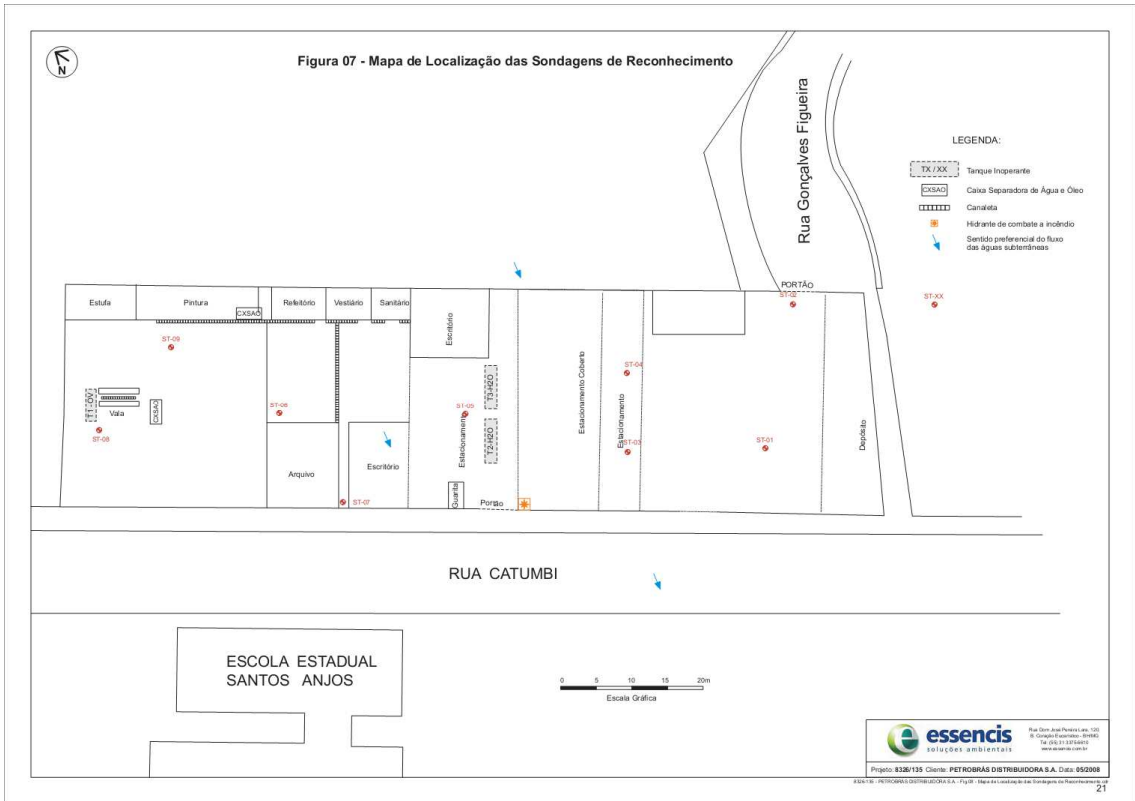 Figura 07 - Mapa de Localização das Sondagens de Reconhecimento
N
Rua Gonçalves Figueira
LEGENDA:
TX / XX
Tanque Inoperante
CXSAO
Caixa Separadora de Água e Óleo
Canaleta
Hidrante de combate a incêndio
Sentido preferencial do fluxo
das águas subterrâneas
PORTÃO
ST-02
ST-XX
Estufa
Pintura
CXSAO
Refeitório
Vestiário
Sanitário
Escritório
ST-09
Estacionamento Coberto
ST-04
T3-H2O
Vala
CXSAO
ST-05
Estacionamento
Estacionamento
ST-08
T2-H2O
ST-03
ST-01
Depósito
Arquivo
Escritório
Guarita
Portão
ST-07
RUA CATUMBI
ESCOLA ESTADUAL
SANTOS ANJOS
0 5 10 15 20m
Escala Gráfica
essencis
soluções ambientais
Projeto: 8326/135 Cliente: PETROBRÁS DISTRIBUIDORA S.A. Data: 05/2008
21